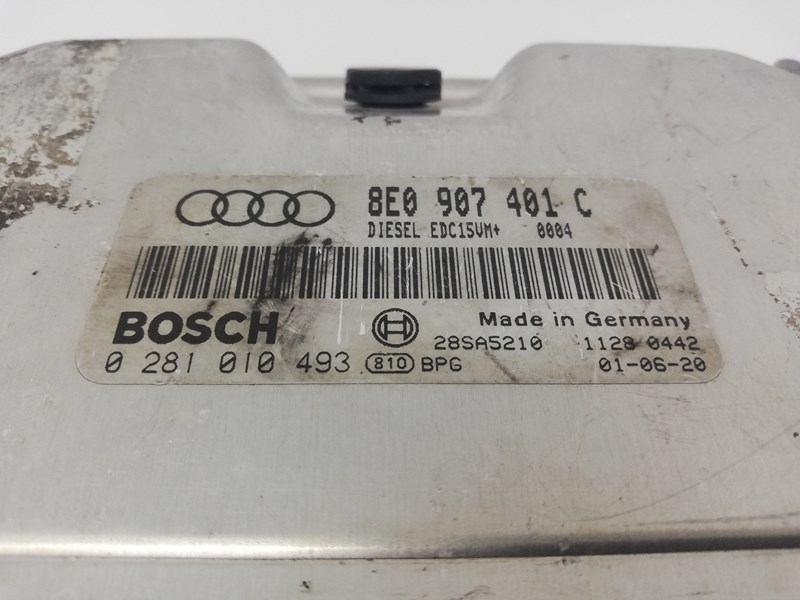 8E0 907 401 C
DIESEL EDC15VM+ 0004
BOSCH
Made in Germany
28SA5210 1128 0442
0 281 010 493 810 BPG 01-06-20